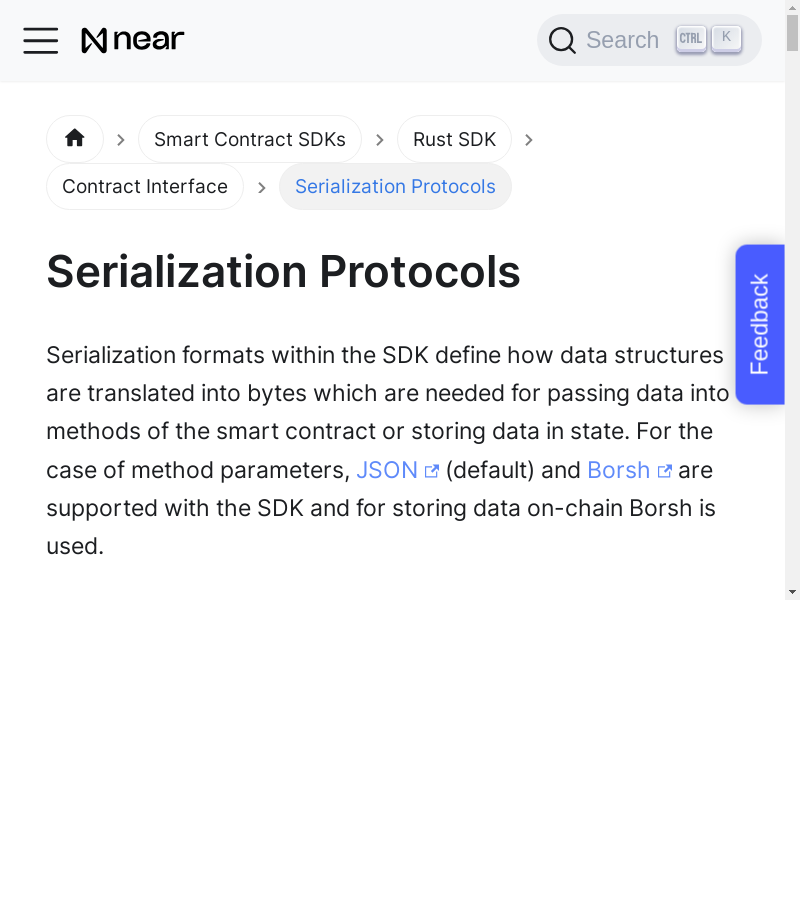 near
Search CTRL K
Smart Contract SDKs Rust SDK
Contract Interface Serialization Protocols
Serialization Protocols
Feedback
Serialization formats within the SDK define how data structures
are translated into bytes which are needed for passing data into
methods of the smart contract or storing data in state. For the
case of method parameters, JSON (default) and Borsh are
supported with the SDK and for storing data on-chain Borsh is
used.